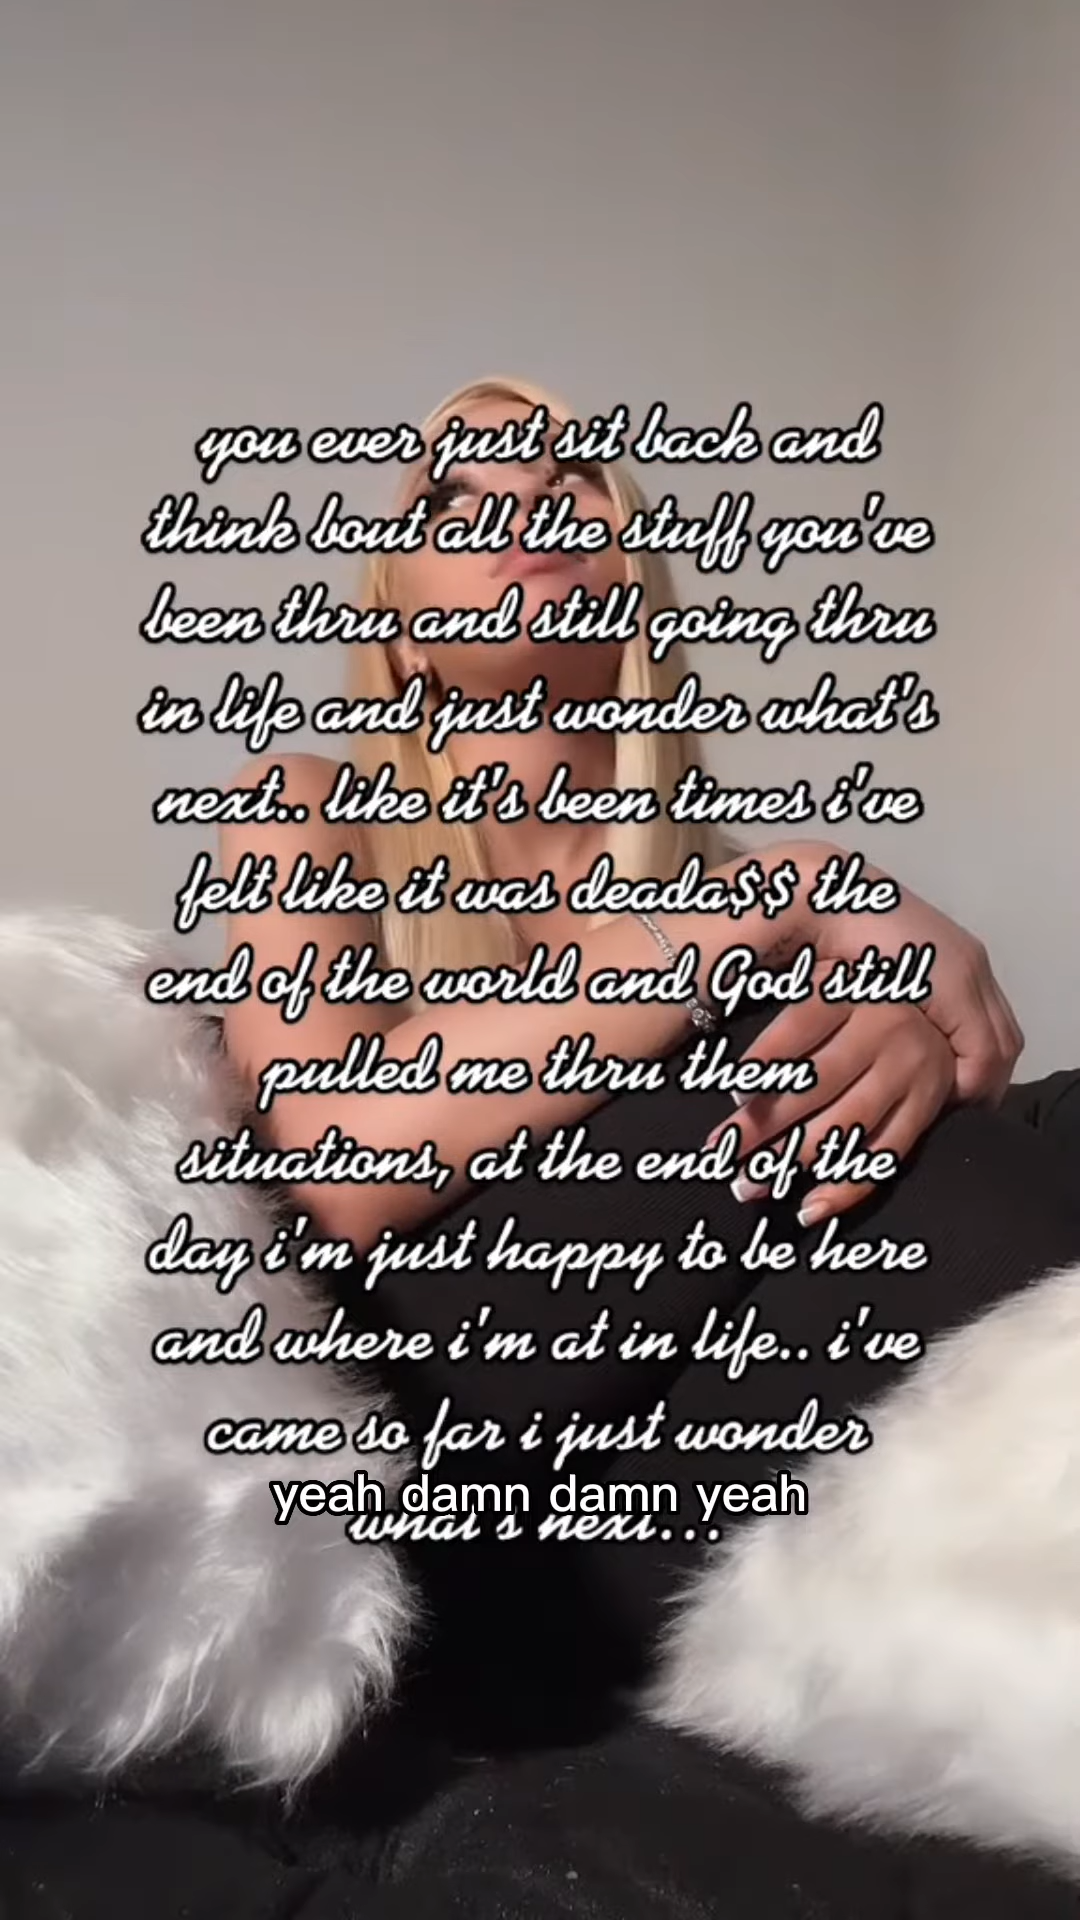 you ever just sit back and
think bout all the stuff you've
been thru and still going thru
in life and just wonder what's
next.. like it's been times i've
felt like it was deada$$ the
end of the world and God still
pulled me thru them
situations, at the end of the
day i'm just happy to be here
and where i'm at in life.. i've
came so far i just wonder
yeah damn damn yeah
what's next...